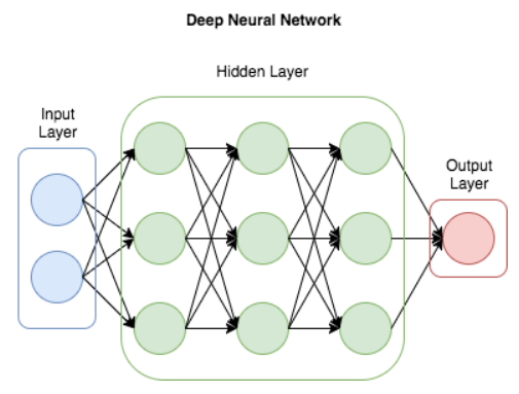 Deep Neural Network
Hidden Layer
Input
Layer
Output
Layer